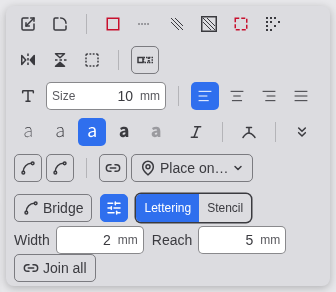 Size 10 mm
a a a a a I
Place on...
Bridge Lettering Stencil
Width 2 mm Reach 5 mm
Join all